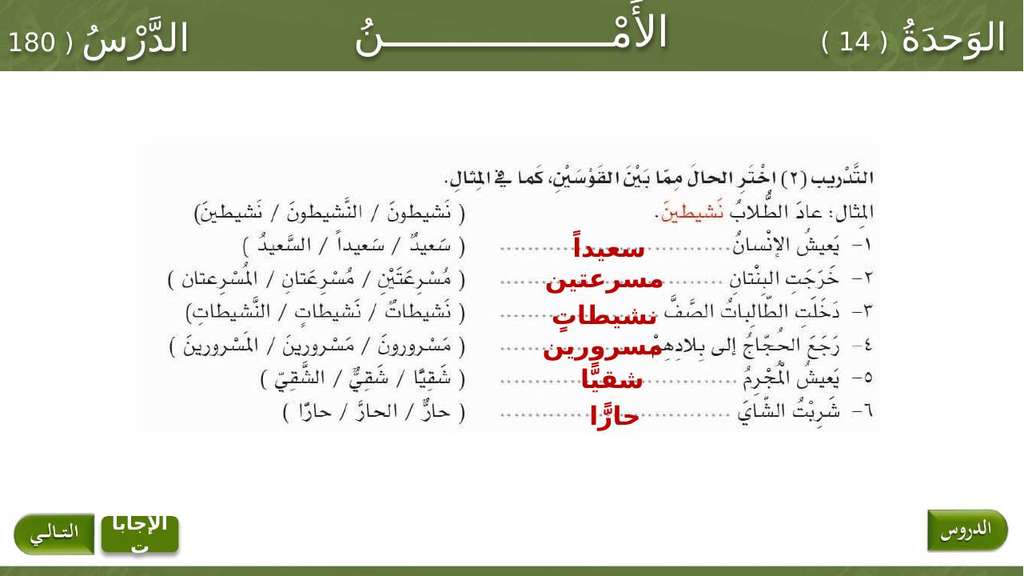 الوَحدَةُ ( 14 ) الأَمْـــــــــــــــــنُ الدَّرْسُ ( 180
التَّدْريب (٢) اخْتَرِ الحالَ مِمّا بَيْنَ القَوْسَيْنِ، كَما في المِثالِ.
المِثال: عادَ الطُّلابُ نَشيطينَ. ( نَشيطونَ / النَّشيطونَ / نَشيطينَ)
١- يَعيشُ الإنْسانُ سعيداً ( سَعيدٌ / سَعيداً / السَّعيدُ )
٢- خَرَجَتِ البِنْتانِ مسرعتين ( مُسْرِعَتَيْنِ / مُسْرِعَتانِ / المُسْرِعتان )
٣- دَخَلَتِ الطّالِباتُ الصَّفَّ نشيطاتٍ ( نَشيطاتٌ / نَشيطاتٍ / النَّشيطاتِ)
٤- رَجَعَ الحُجّاجُ إلى بِلادِهِمْ مسرورين ( مَسْرورونَ / مَسْرورينَ / المَسْرورينَ )
٥- يَعيشُ الْمُجْرِمُ شقيًّا ( شَقِيًّا / شَقِيٌّ / الشَّقِيّ )
٦- شَرِبْتُ الشّايَ حارًّا ( حارٌّ / الحارَّ / حارًّا )
الدروس
الإجابا
ت
التالي